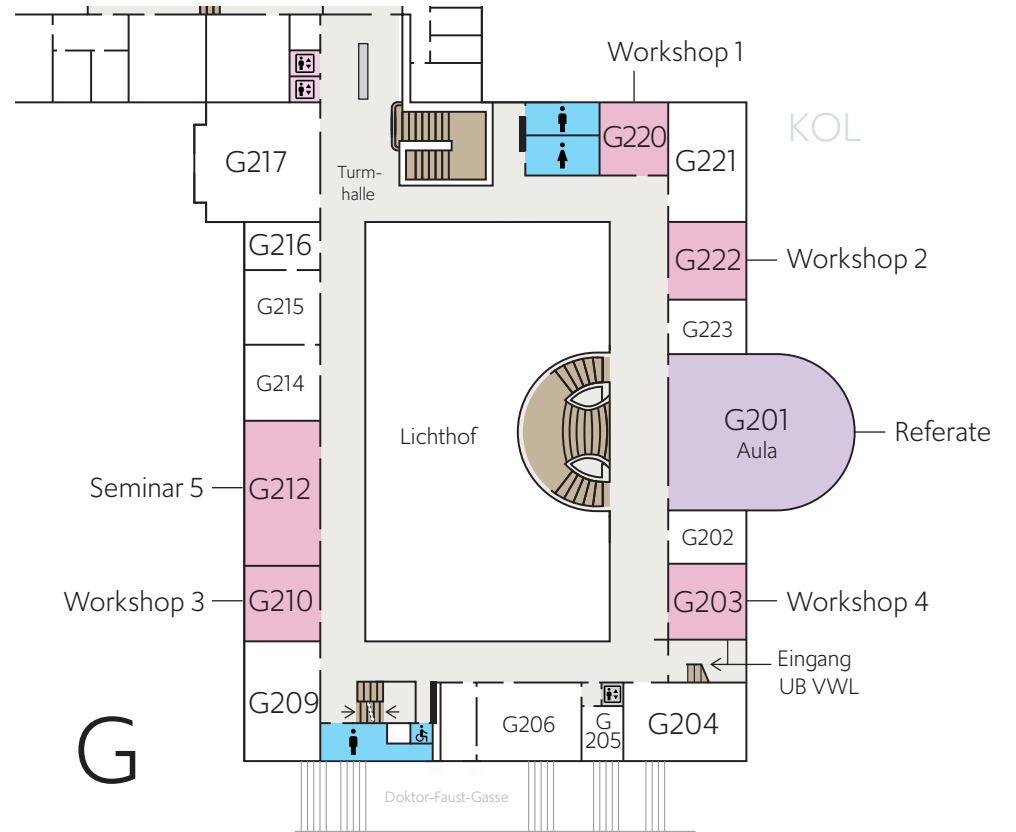 Workshop 1
KOL
G220
G217
G221
Turm-
halle
G216
G222
Workshop 2
G215
G223
G214
G201
Aula
Referate
Lichthof
Seminar 5
G212
G202
Workshop 3
G210
G203
Workshop 4
Eingang
UB VWL
G209
G206
G
205
G204
G
Doktor-Faust-Gasse